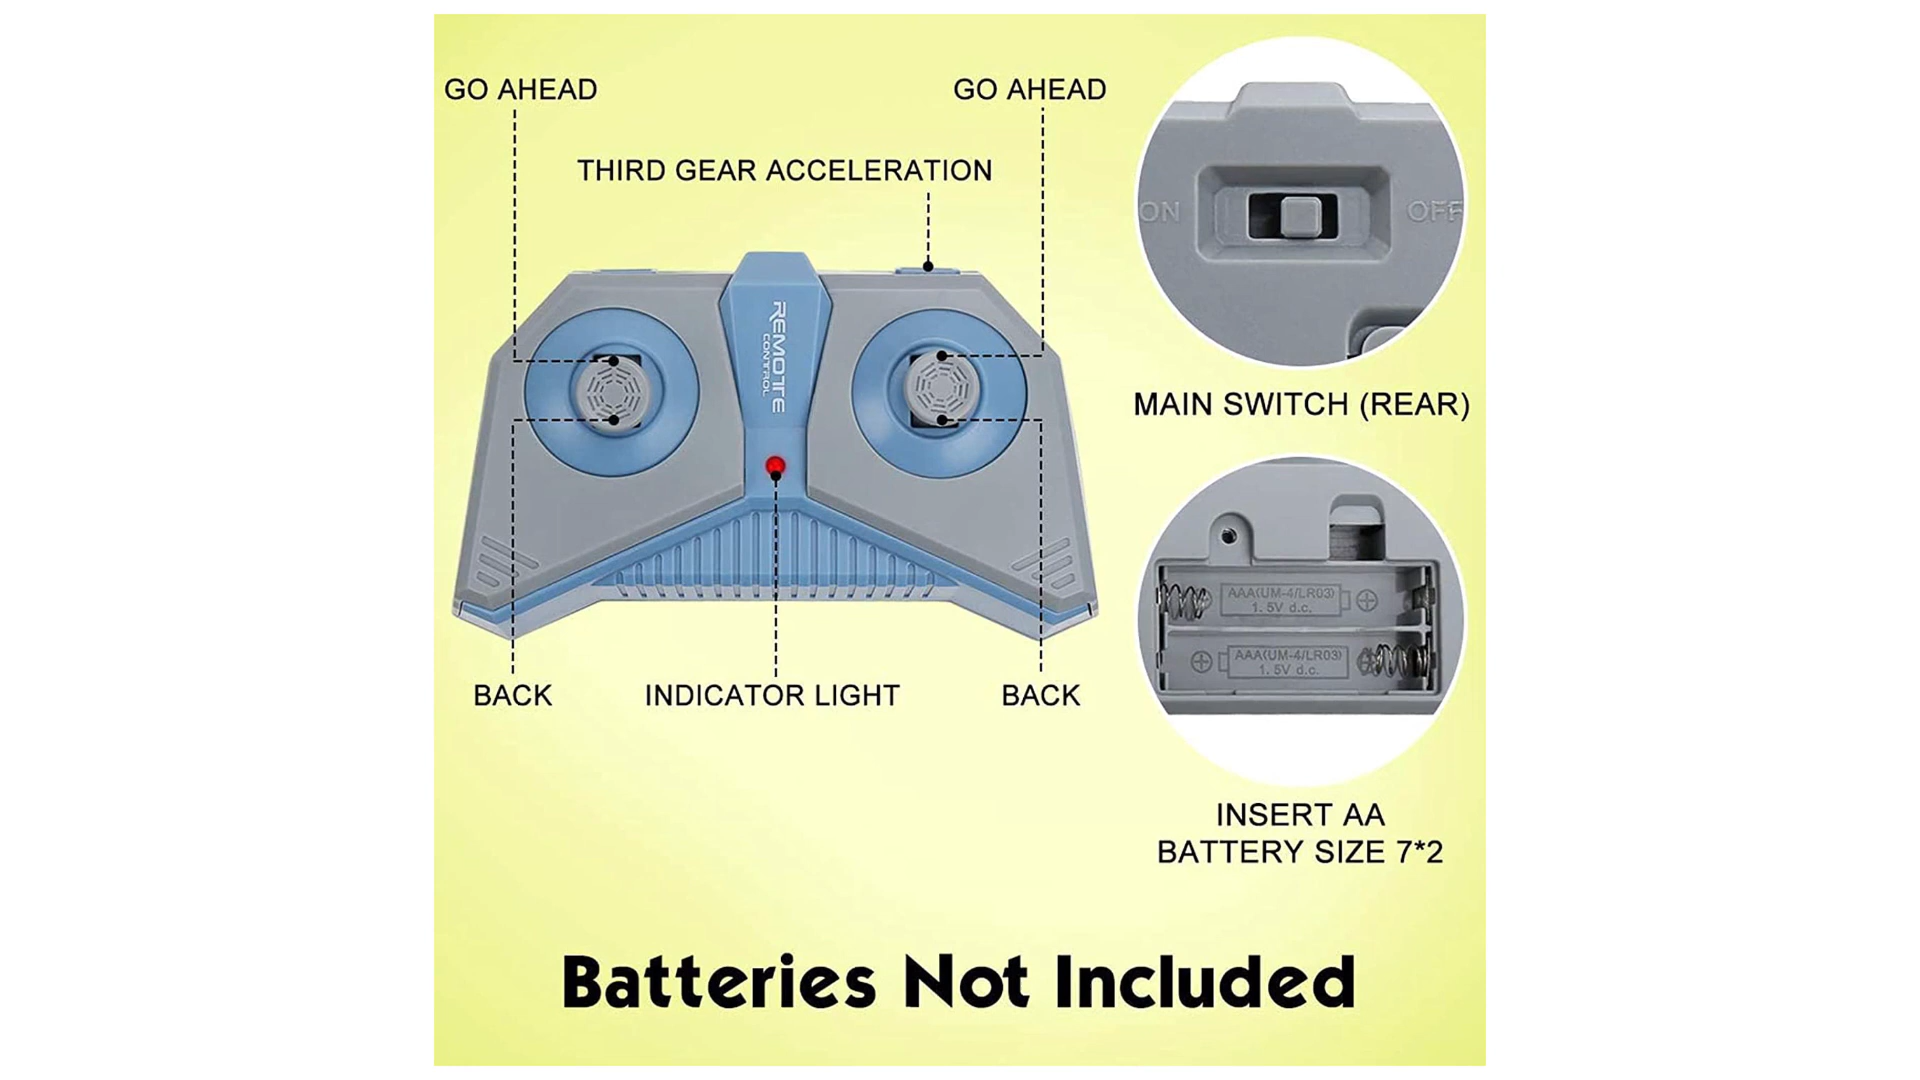 GO AHEAD
GO AHEAD
THIRD GEAR ACCELERATION
REMOTE
CONTROL
ON
OFF
MAIN SWITCH (REAR)
AAA(UM-4/LR03)
1.5V d.c.
AAA(UM-4/LR03)
1.5V d.c.
BACK
INDICATOR LIGHT
BACK
INSERT AA
BATTERY SIZE 7*2
Batteries Not Included